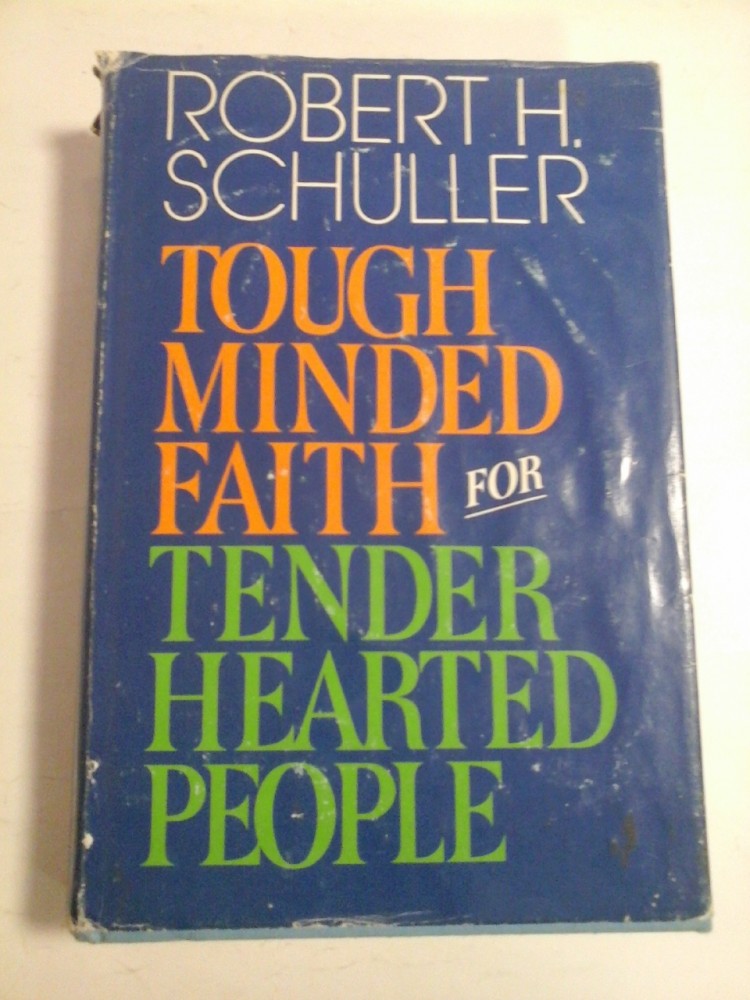 ROBERT H.
SCHULLER
TOUGH
MINDED
FAITH FOR
TENDER
HEARTED
PEOPLE